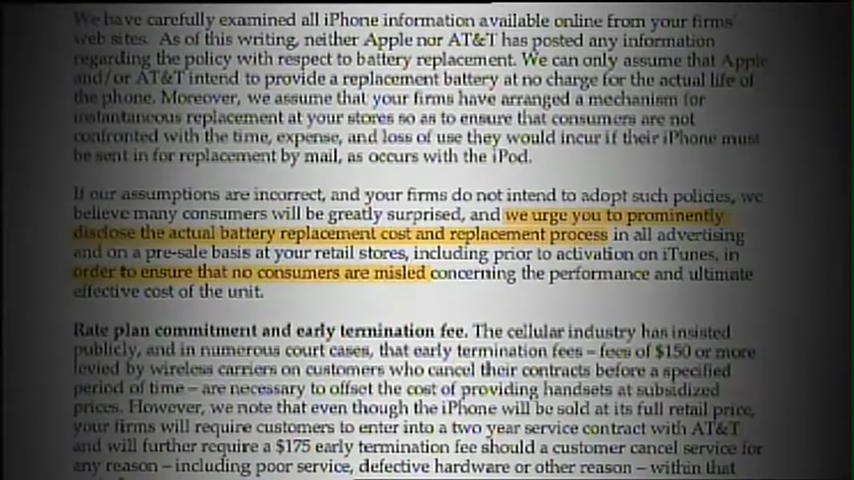 We have carefully examined all iPhone information available online from your firms'
web sites. As of this writing, neither Apple nor AT&T has posted any information
regarding the policy with respect to battery replacement. We can only assume that Apple
and/or AT&T intend to provide a replacement battery at no charge for the actual life of
the phone. Moreover, we assume that your firms have arranged a mechanism for
instantaneous replacement at your stores so as to ensure that consumers are not
confronted with the time, expense, and loss of use they would incur if their iPhone must
be sent in for replacement by mail, as occurs with the iPod.
If our assumptions are incorrect, and your firms do not intend to adopt such policies, we
believe many consumers will be greatly surprised, and we urge you to prominently
disclose the actual battery replacement cost and replacement process in all advertising
and on a pre-sale basis at your retail stores, including prior to activation on iTunes, in
order to ensure that no consumers are misled concerning the performance and ultimate
effective cost of the unit.
Rate plan commitment and early termination fee. The cellular industry has insisted
publicly, and in numerous court cases, that early termination fees – fees of $150 or more
levied by wireless carriers on customers who cancel their contracts before a specified
period of time – are necessary to offset the cost of providing handsets at subsidized
prices. However, we note that even though the iPhone will be sold at its full retail price,
your firms will require customers to enter into a two year service contract with AT&T
and will further require a $175 early termination fee should a customer cancel service for
any reason – including poor service, defective hardware or other reason – within that